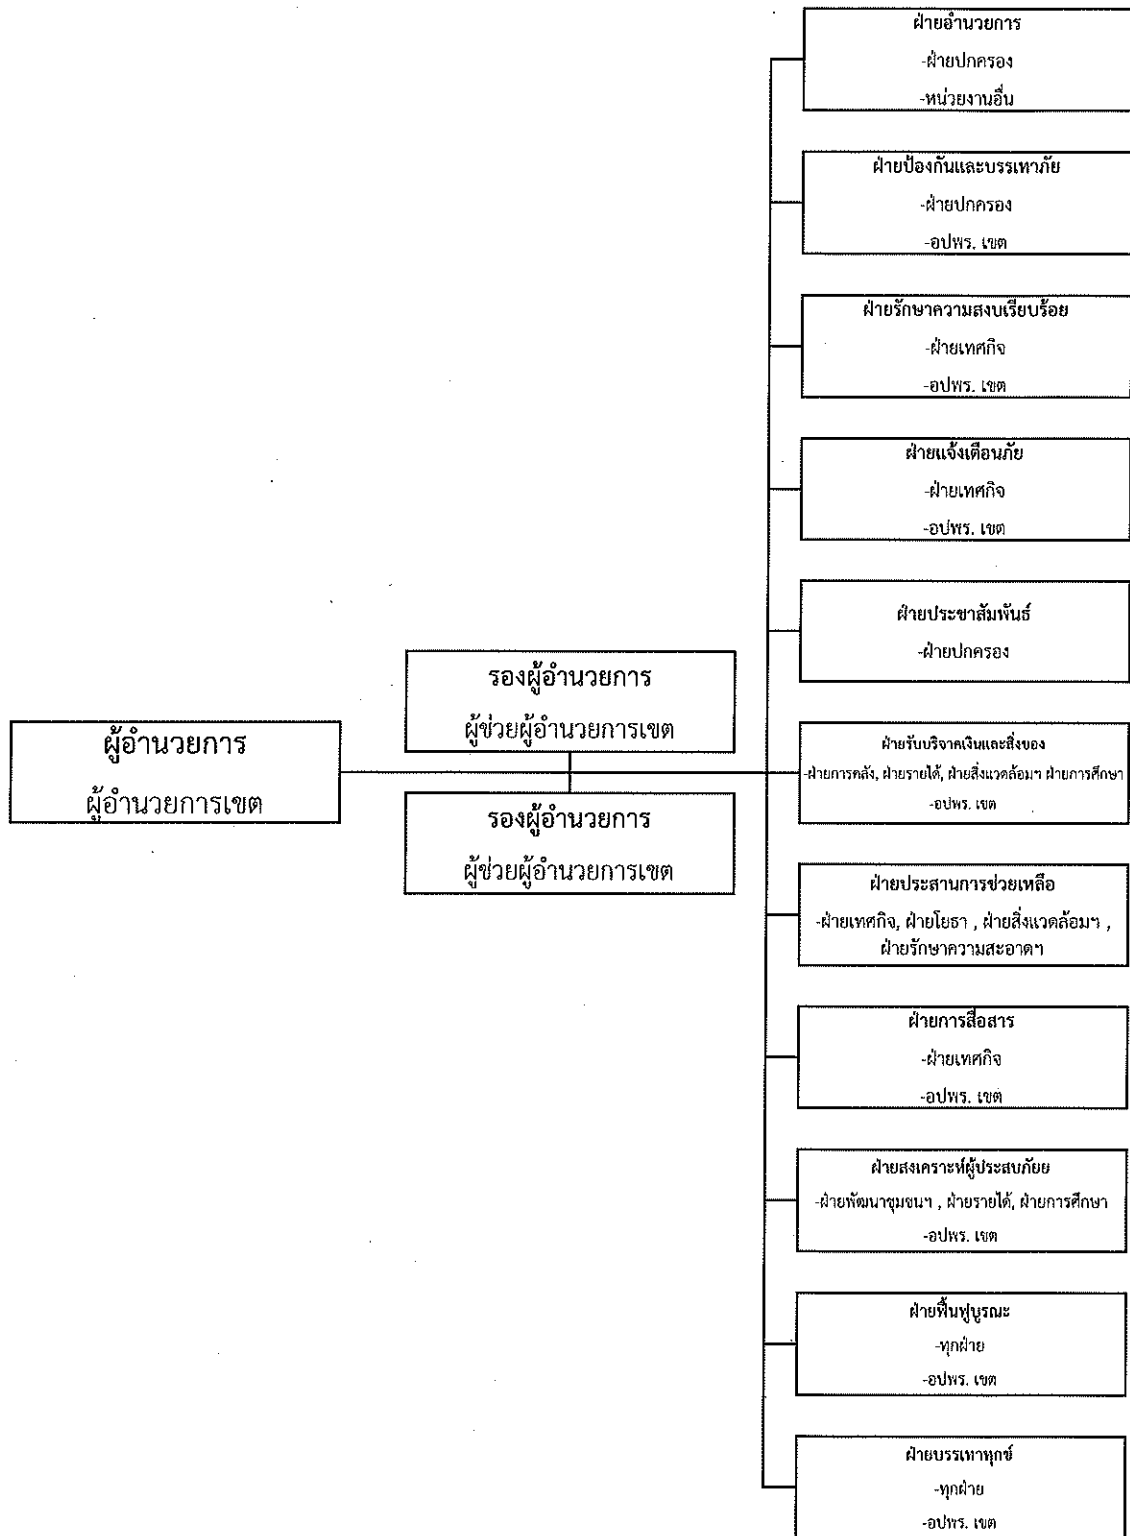 ผู้อำนวยการ
ผู้อำนวยการเขต
รองผู้อำนวยการ
ผู้ช่วยผู้อำนวยการเขต
รองผู้อำนวยการ
ผู้ช่วยผู้อำนวยการเขต
ฝ่ายอำนวยการ
-ฝ่ายปกครอง
-หน่วยงานอื่น
ฝ่ายป้องกันและบรรเทาภัย
-ฝ่ายปกครอง
-อปพร. เขต
ฝ่ายรักษาความสงบเรียบร้อย
-ฝ่ายเทศกิจ
-อปพร. เขต
ฝ่ายแจ้งเตือนภัย
-ฝ่ายเทศกิจ
-อปพร. เขต
ฝ่ายประชาสัมพันธ์
-ฝ่ายปกครอง
ฝ่ายรับบริจาคเงินและสิ่งของ
-ฝ่ายการคลัง, ฝ่ายรายได้, ฝ่ายสิ่งแวดล้อมฯ ฝ่ายการศึกษา
-อปพร. เขต
ฝ่ายประสานการช่วยเหลือ
-ฝ่ายเทศกิจ, ฝ่ายโยธา , ฝ่ายสิ่งแวดล้อมฯ ,
ฝ่ายรักษาความสะอาดฯ
ฝ่ายการสื่อสาร
-ฝ่ายเทศกิจ
-อปพร. เขต
ฝ่ายสงเคราะห์ผู้ประสบภัยย
-ฝ่ายพัฒนาชุมชนฯ , ฝ่ายรายได้, ฝ่ายการศึกษา
-อปพร. เขต
ฝ่ายฟื้นฟูบูรณะ
-ทุกฝ่าย
-อปพร. เขต
ฝ่ายบรรเทาทุกข์
-ทุกฝ่าย
-อปพร. เขต